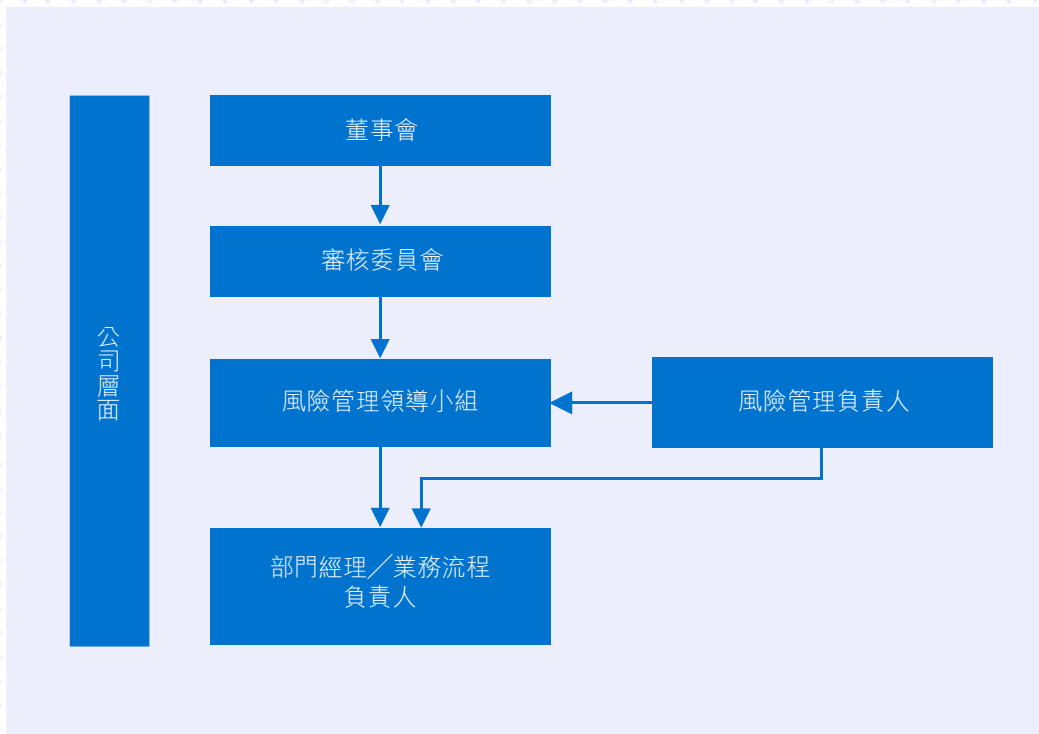 公司層面
董事會
審核委員會
風險管理領導小組
風險管理負責人
部門經理／業務流程
負責人